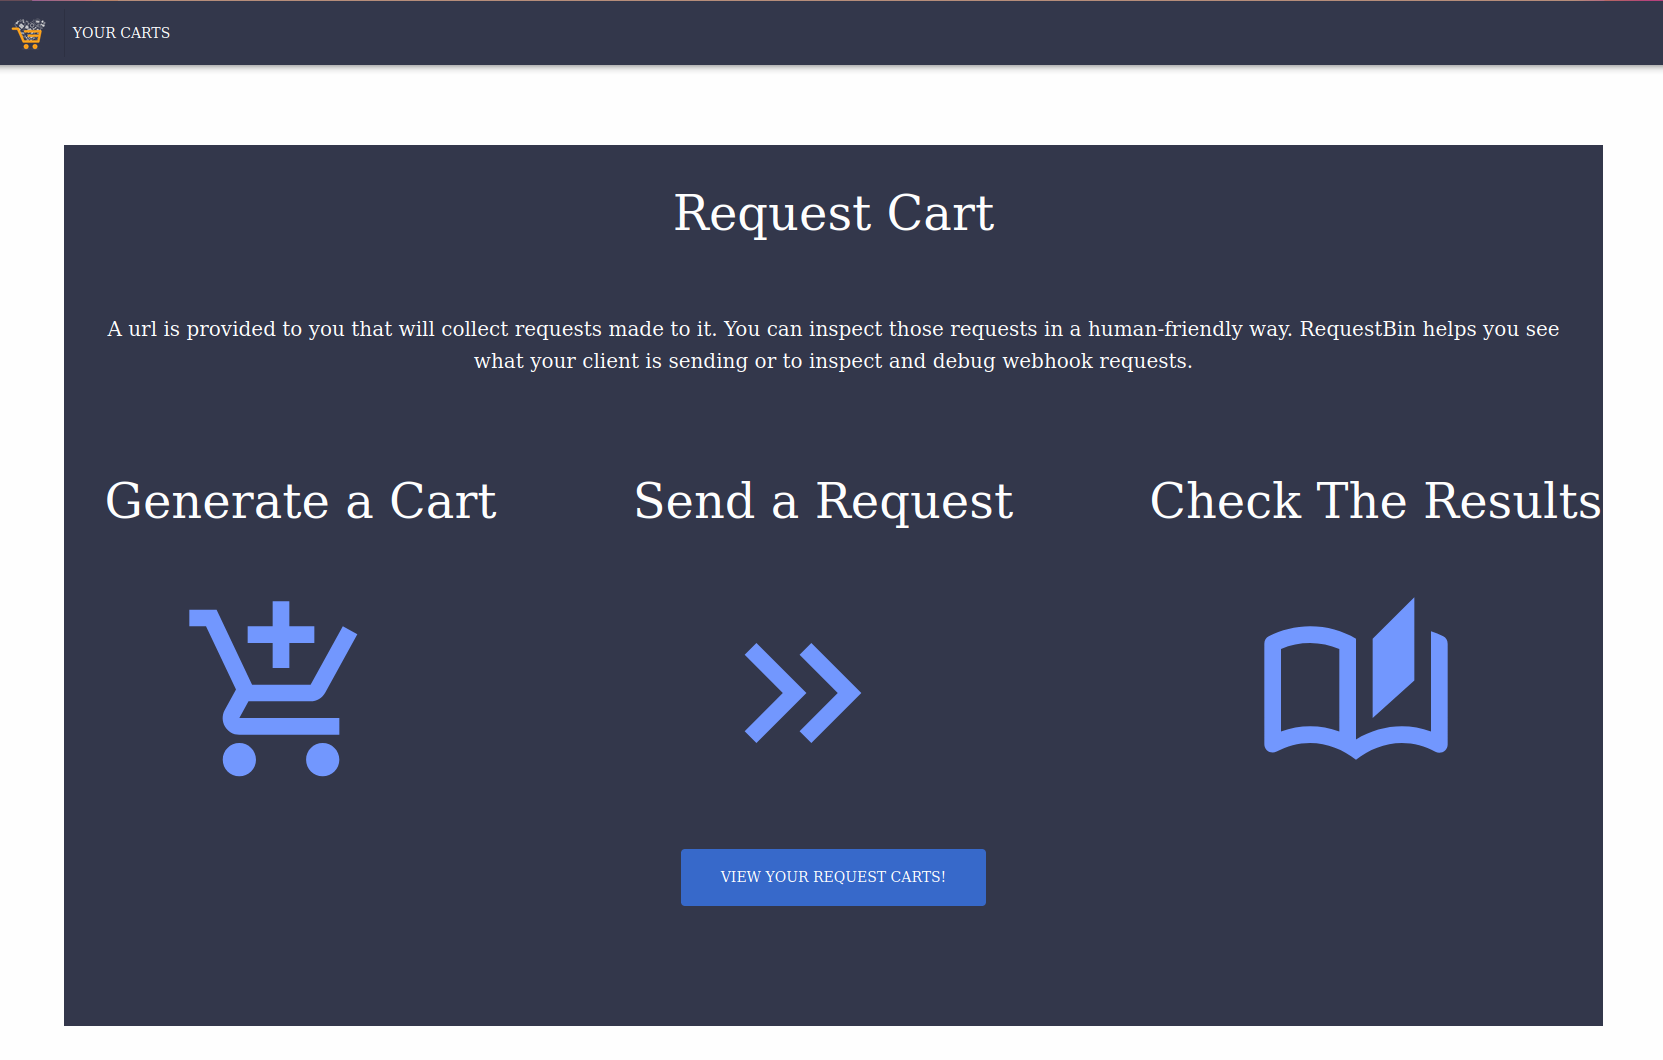 YOUR CARTS
Request Cart
A url is provided to you that will collect requests made to it. You can inspect those requests in a human-friendly way. RequestBin helps you see
what your client is sending or to inspect and debug webhook requests.
Generate a Cart
Send a Request
Check The Results
VIEW YOUR REQUEST CARTS!